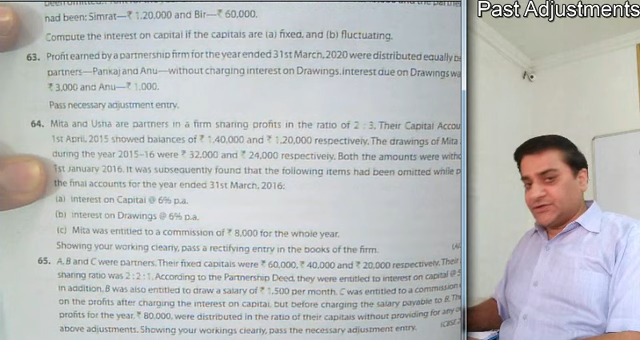 Past Adjustments
been omitted
had been: Simrat—₹ 1,20,000 and Bir—₹ 60,000.
Compute the interest on capital if the capitals are (a) fixed, and (b) fluctuating.
63. Profit earned by a partnership firm for the year ended 31st March, 2020 were distributed equally be
partners—Pankaj and Anu—without charging interest on Drawings. Interest due on Drawings wa
₹ 3,000 and Anu—₹ 1,000.
Pass necessary adjustment entry.
64. Mita and Usha are partners in a firm sharing profits in the ratio of 2 : 3. Their Capital Accou
1st April, 2015 showed balances of ₹ 1,40,000 and ₹ 1,20,000 respectively. The drawings of Mita
during the year 2015–16 were ₹ 32,000 and ₹ 24,000 respectively. Both the amounts were withd
1st January 2016. It was subsequently found that the following items had been omitted while p
the final accounts for the year ended 31st March, 2016:
(a) Interest on Capital @ 6% p.a.
(b) Interest on Drawings @ 6% p.a.
(c) Mita was entitled to a commission of ₹ 8,000 for the whole year.
Showing your working clearly, pass a rectifying entry in the books of the firm.
65. A, B and C were partners. Their fixed capitals were ₹ 60,000, ₹ 40,000 and ₹ 20,000 respectively. Their
sharing ratio was 2 : 2 : 1. According to the Partnership Deed, they were entitled to interest on capital @ 5
In addition, B was also entitled to draw a salary of ₹ 1,500 per month. C was entitled to a commission
on the profits after charging the interest on capital, but before charging the salary payable to B. The
profits for the year, ₹ 80,000, were distributed in the ratio of their capitals without providing for any o
above adjustments. Showing your workings clearly, pass the necessary adjustment entry.